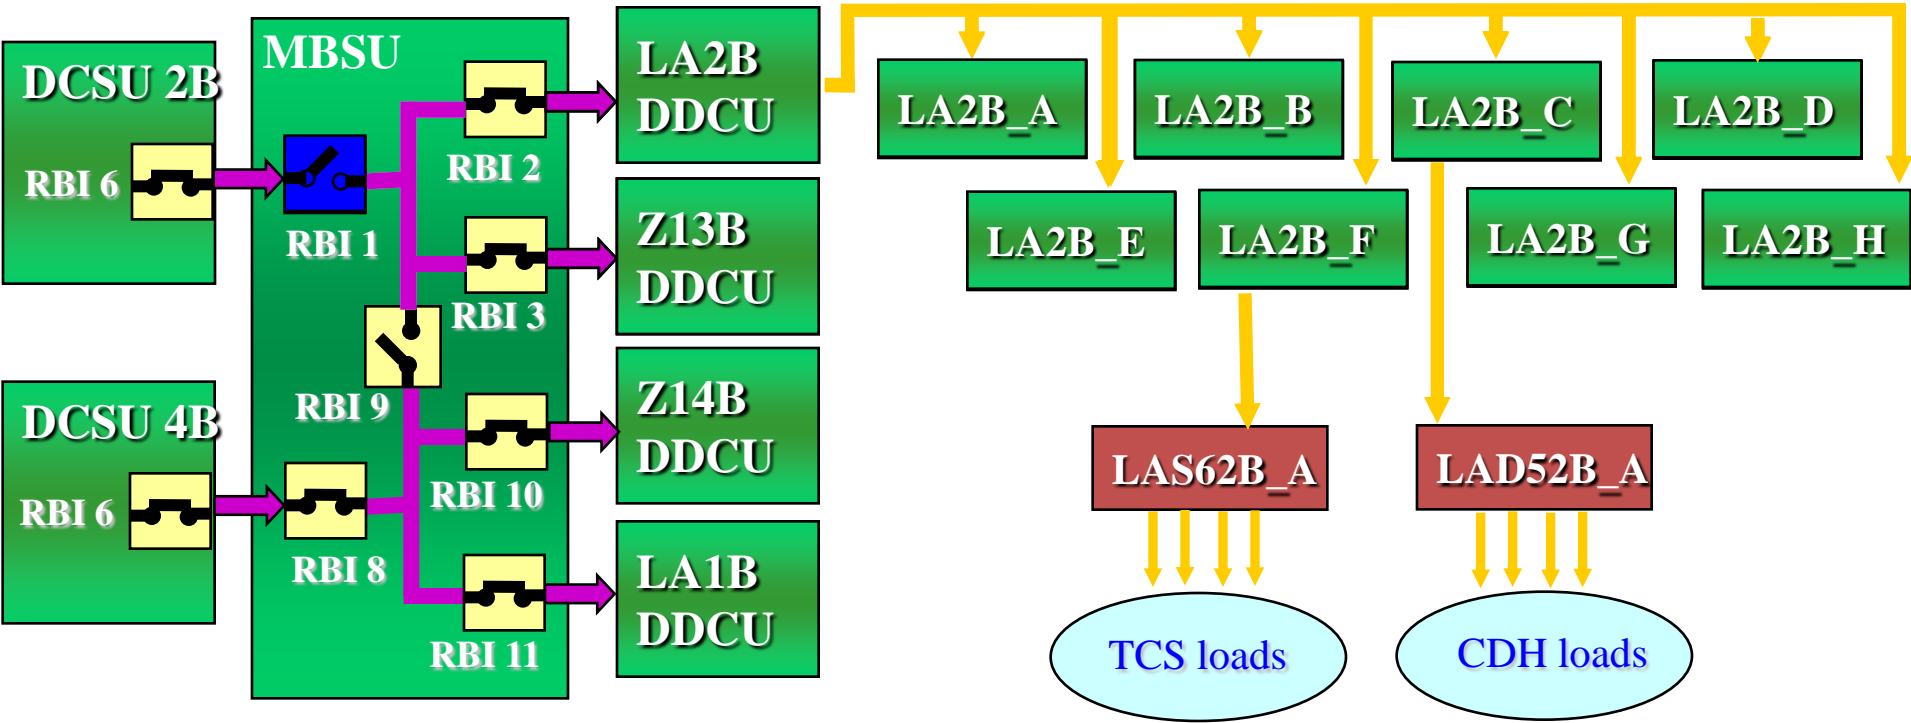 DCSU 2B
RBI 6
DCSU 4B
RBI 6
MBSU
RBI 1
RBI 2
RBI 3
RBI 9
RBI 10
RBI 8
RBI 11
LA2B
DDCU
Z13B
DDCU
Z14B
DDCU
LA1B
DDCU
LA2B_A
LA2B_B
LA2B_C
LA2B_D
LA2B_E
LA2B_F
LA2B_G
LA2B_H
LAS62B_A
LAD52B_A
TCS loads
CDH loads